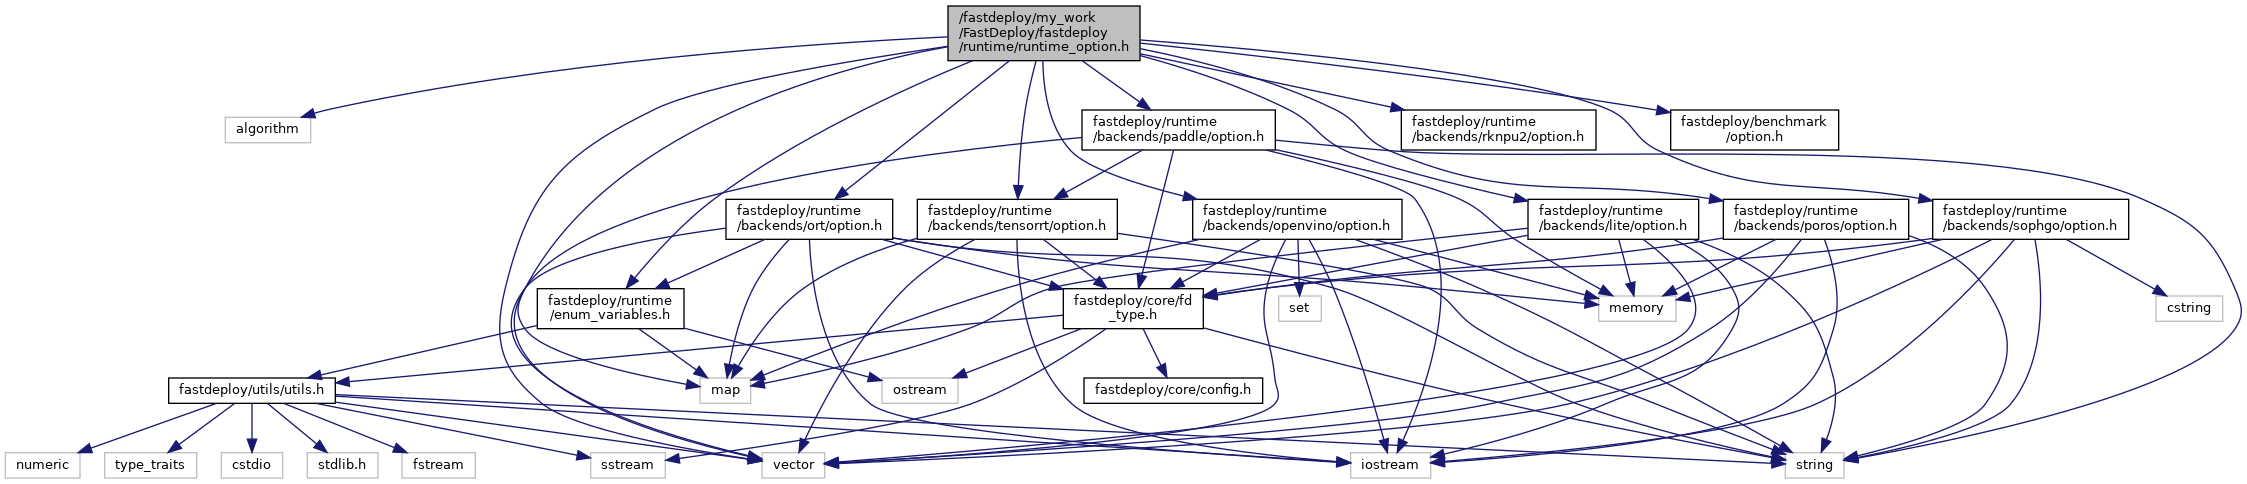 /fastdeploy/my_work
/FastDeploy/fastdeploy
/runtime/runtime_option.h
algorithm
fastdeploy/runtime
/backends/paddle/option.h
fastdeploy/runtime
/backends/rknpu2/option.h
fastdeploy/benchmark
/option.h
fastdeploy/runtime
/backends/ort/option.h
fastdeploy/runtime
/backends/tensorrt/option.h
fastdeploy/runtime
/backends/openvino/option.h
fastdeploy/runtime
/backends/lite/option.h
fastdeploy/runtime
/backends/poros/option.h
fastdeploy/runtime
/backends/sophgo/option.h
fastdeploy/runtime
/enum_variables.h
fastdeploy/core/fd
_type.h
set
memory
cstring
fastdeploy/utils/utils.h
map
ostream
fastdeploy/core/config.h
numeric
type_traits
cstdio
stdlib.h
fstream
sstream
vector
iostream
string